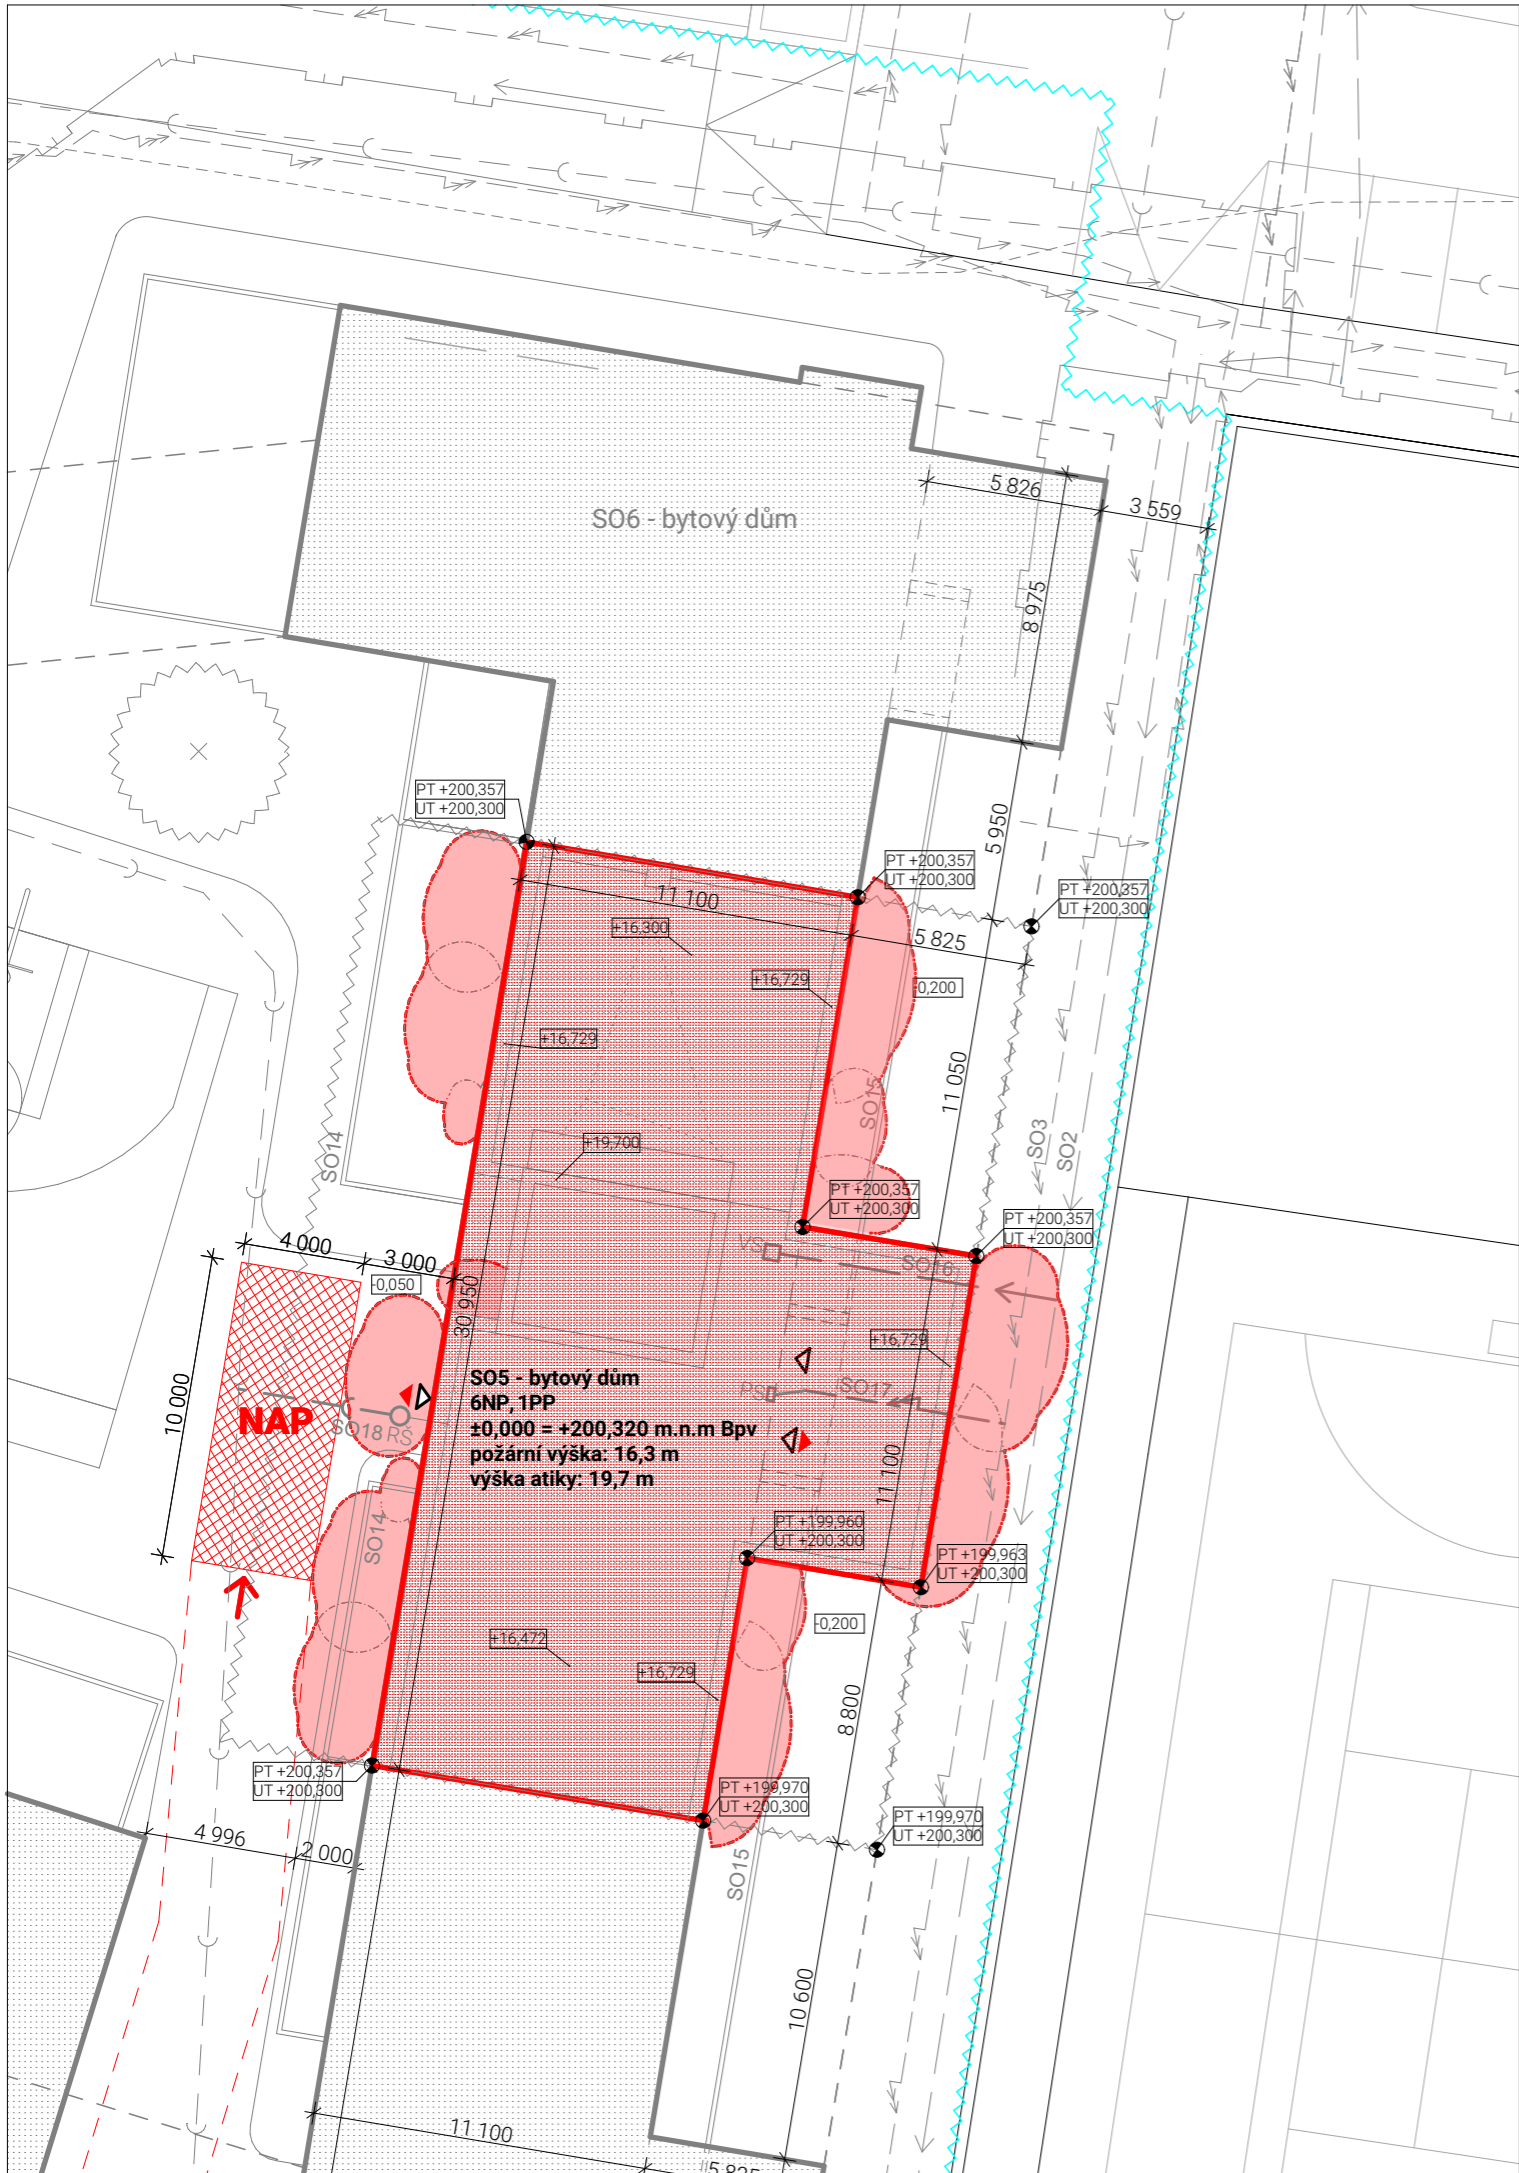 5 826
3 559
SO6 - bytový dům
8 975
PT +200,357
UT +200,300
5 950
PT +200,357
UT +200,300
PT +200,357
UT +200,300
11 100
+16,300
5 825
+16,729
-0,200
+16,729
11 050
SO15
SO3
SO2
SO14
+19,700
PT +200,357
UT +200,300
PT +200,357
UT +200,300
4 000
3 000
-0,050
VS
SO16
30 950
+16,729
10 000
SO5 - bytový dům
6NP, 1PP
±0,000 = +200,320 m.n.m Bpv
požární výška: 16,3 m
výška atiky: 19,7 m
PS
SO17
NAP
SO18 RŠ
11 100
SO14
PT +199,960
UT +200,300
PT +199,963
UT +200,300
-0,200
+16,472
+16,729
8 800
PT +200,357
UT +200,300
PT +199,970
UT +200,300
PT +199,970
UT +200,300
4 996
2 000
SO15
10 600
11 100
5 825